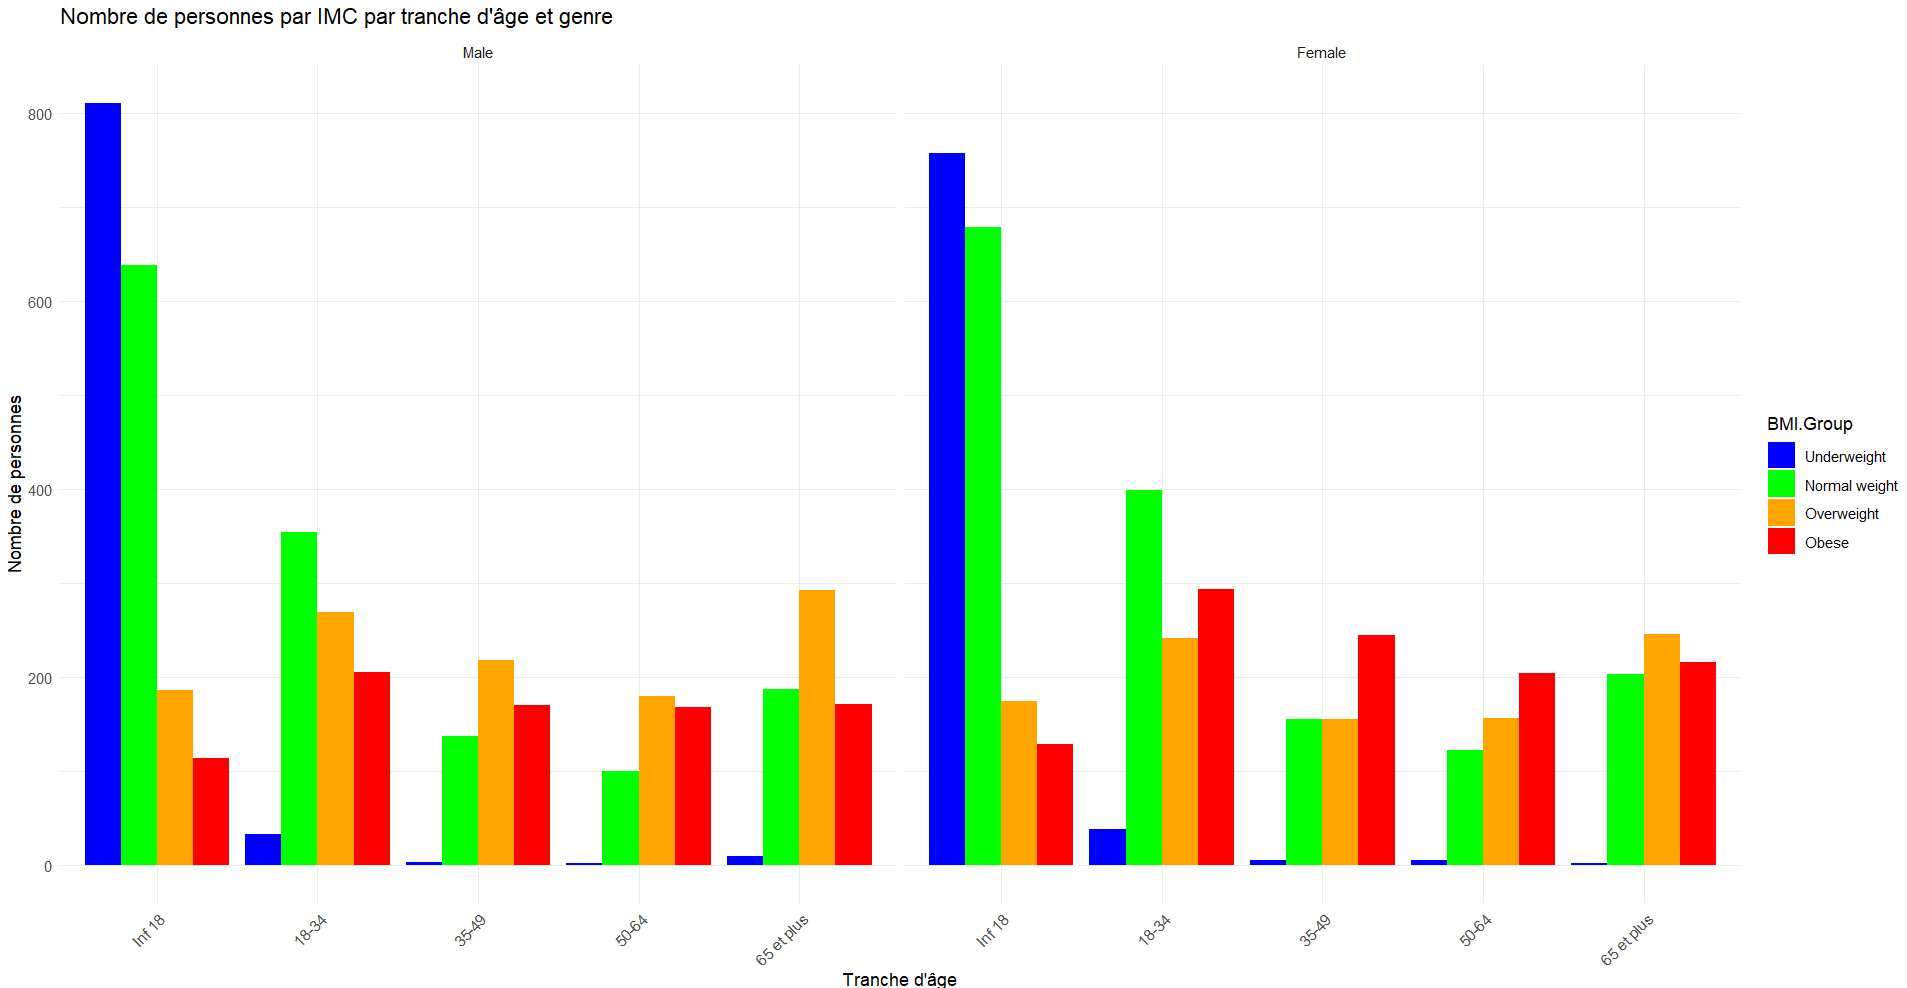 Nombre de personnes par IMC par tranche d'âge et genre
Male
Female
800
600
400
200
0
Nombre de personnes
Inf 18
18-34
35-49
50-64
65 et plus
Inf 18
18-34
35-49
50-64
65 et plus
Tranche d'âge
BMI.Group
Underweight
Normal weight
Overweight
Obese